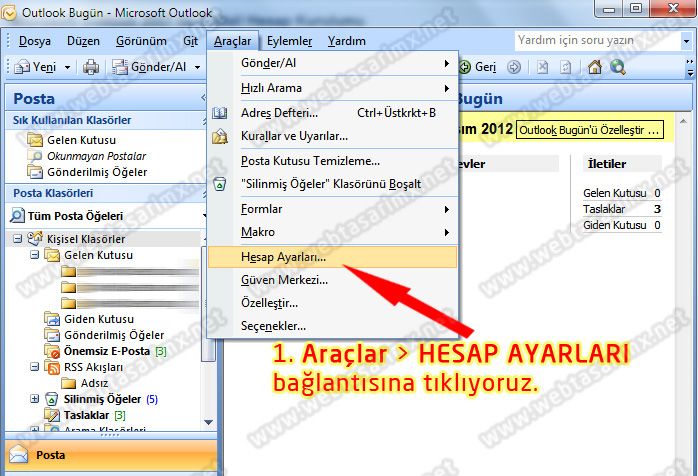 Outlook Bugün - Microsoft Outlook
Dosya Düzen Görünüm Git Araçlar Eylemler Yardım
Yardım için soru yazın
Yeni Gönder/Al Geri
Gönder/Al
Hızlı Arama
Adres Defteri... Ctrl+Üstkrkt+B
Kurallar ve Uyarılar...
Posta Kutusu Temizleme...
"Silinmiş Öğeler" Klasörünü Boşalt
Formlar
Makro
Hesap Ayarları...
Güven Merkezi...
Özelleştir...
Seçenekler...
Posta
Sık Kullanılan Klasörler
Gelen Kutusu
Okunmayan Postalar
Gönderilmiş Öğeler
Posta Klasörleri
Tüm Posta Öğeleri
Kişisel Klasörler
Gelen Kutusu
Giden Kutusu
Gönderilmiş Öğeler
Önemsiz E-Posta [3]
RSS Akışları
Adsız
Silinmiş Öğeler (5)
Taslaklar [3]
Arama Klasörleri
Posta
Bugün
2012 Outlook Bugün'ü Özelleştir ...
İletiler
Gelen Kutusu 0
Taslaklar 3
Giden Kutusu 0
1. Araçlar > HESAP AYARLARI
bağlantısına tıklıyoruz.
www.webtasarimx.net